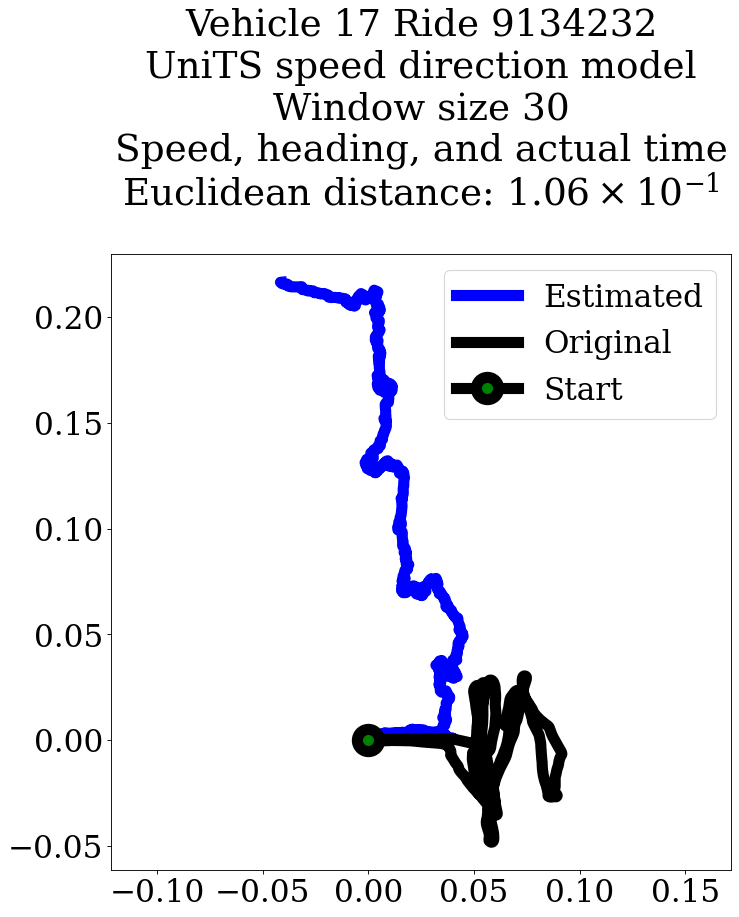 Vehicle 17 Ride 9134232
UniTS speed direction model
Window size 30
Speed, heading, and actual time
Euclidean distance: 1.06 × 10⁻¹
Estimated
Original
Start
0.20
0.15
0.10
0.05
0.00
−0.05
−0.10 −0.05 0.00 0.05 0.10 0.15